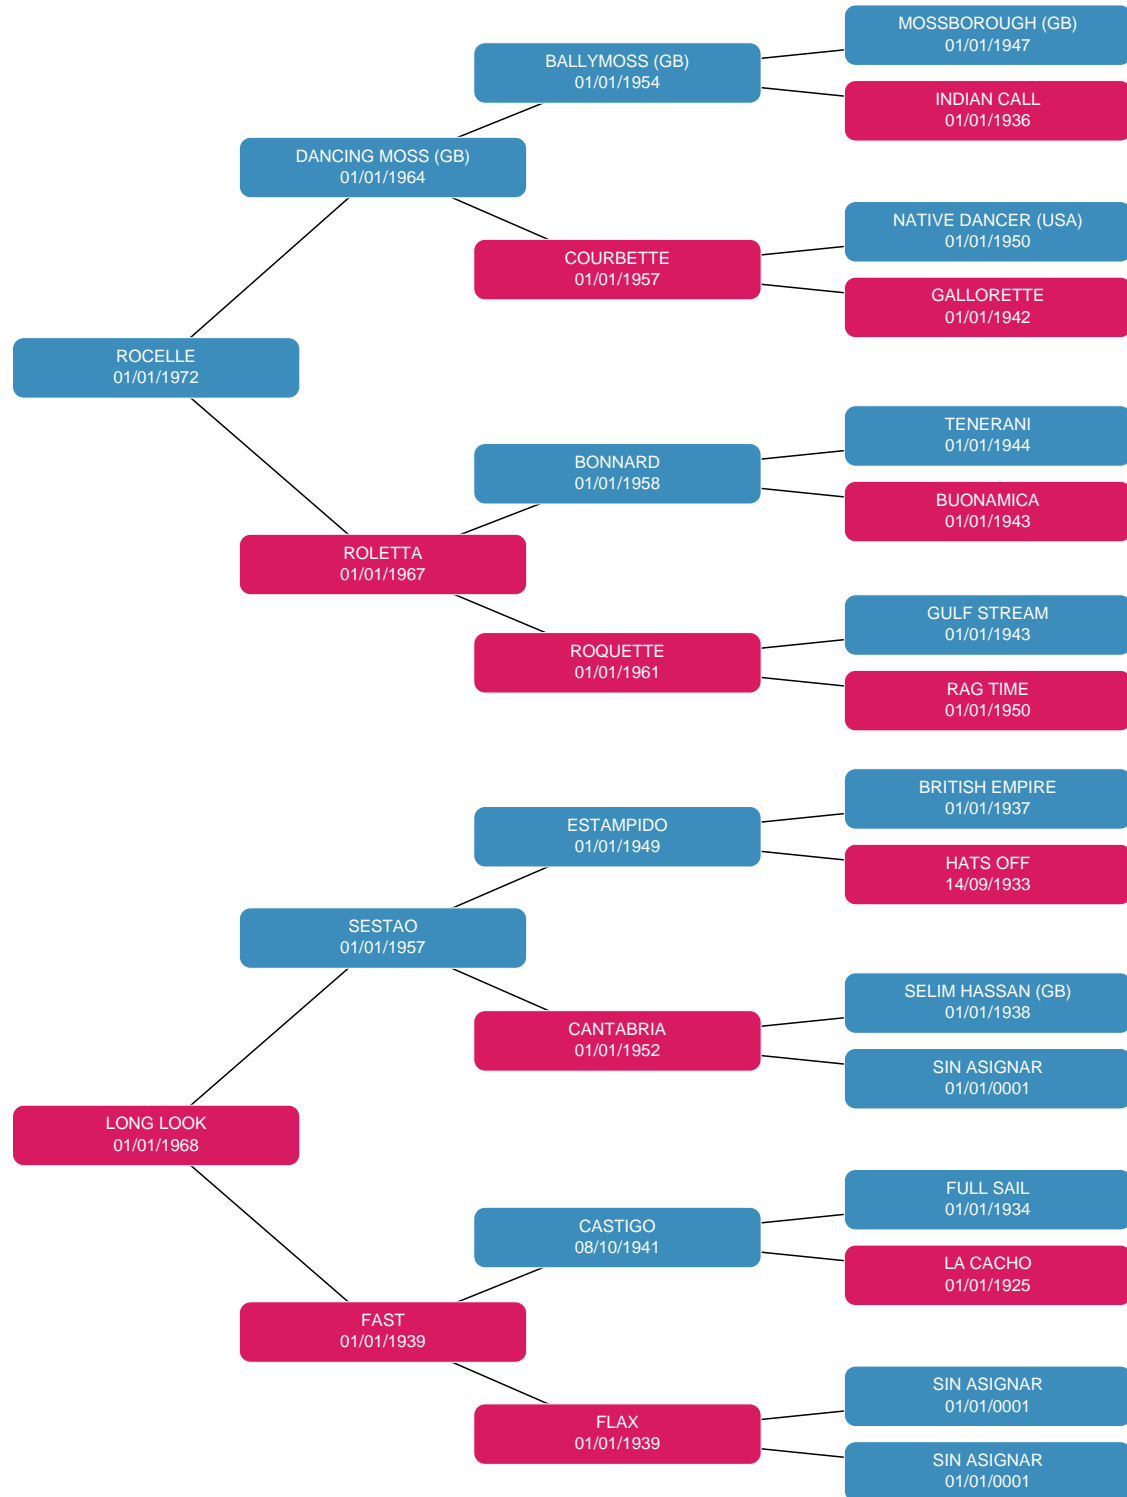 MOSSBOROUGH (GB)
01/01/1947
BALLYMOSS (GB)
01/01/1954
INDIAN CALL
01/01/1936
DANCING MOSS (GB)
01/01/1964
NATIVE DANCER (USA)
01/01/1950
COURBETTE
01/01/1957
GALLORETTE
01/01/1942
ROCELLE
01/01/1972
TENERANI
01/01/1944
BONNARD
01/01/1958
BUONAMICA
01/01/1943
ROLETTA
01/01/1967
GULF STREAM
01/01/1943
ROQUETTE
01/01/1961
RAG TIME
01/01/1950
BRITISH EMPIRE
01/01/1937
ESTAMPIDO
01/01/1949
HATS OFF
14/09/1933
SESTAO
01/01/1957
SELIM HASSAN (GB)
01/01/1938
CANTABRIA
01/01/1952
SIN ASIGNAR
01/01/0001
LONG LOOK
01/01/1968
FULL SAIL
01/01/1934
CASTIGO
08/10/1941
LA CACHO
01/01/1925
FAST
01/01/1939
SIN ASIGNAR
01/01/0001
FLAX
01/01/1939
SIN ASIGNAR
01/01/0001